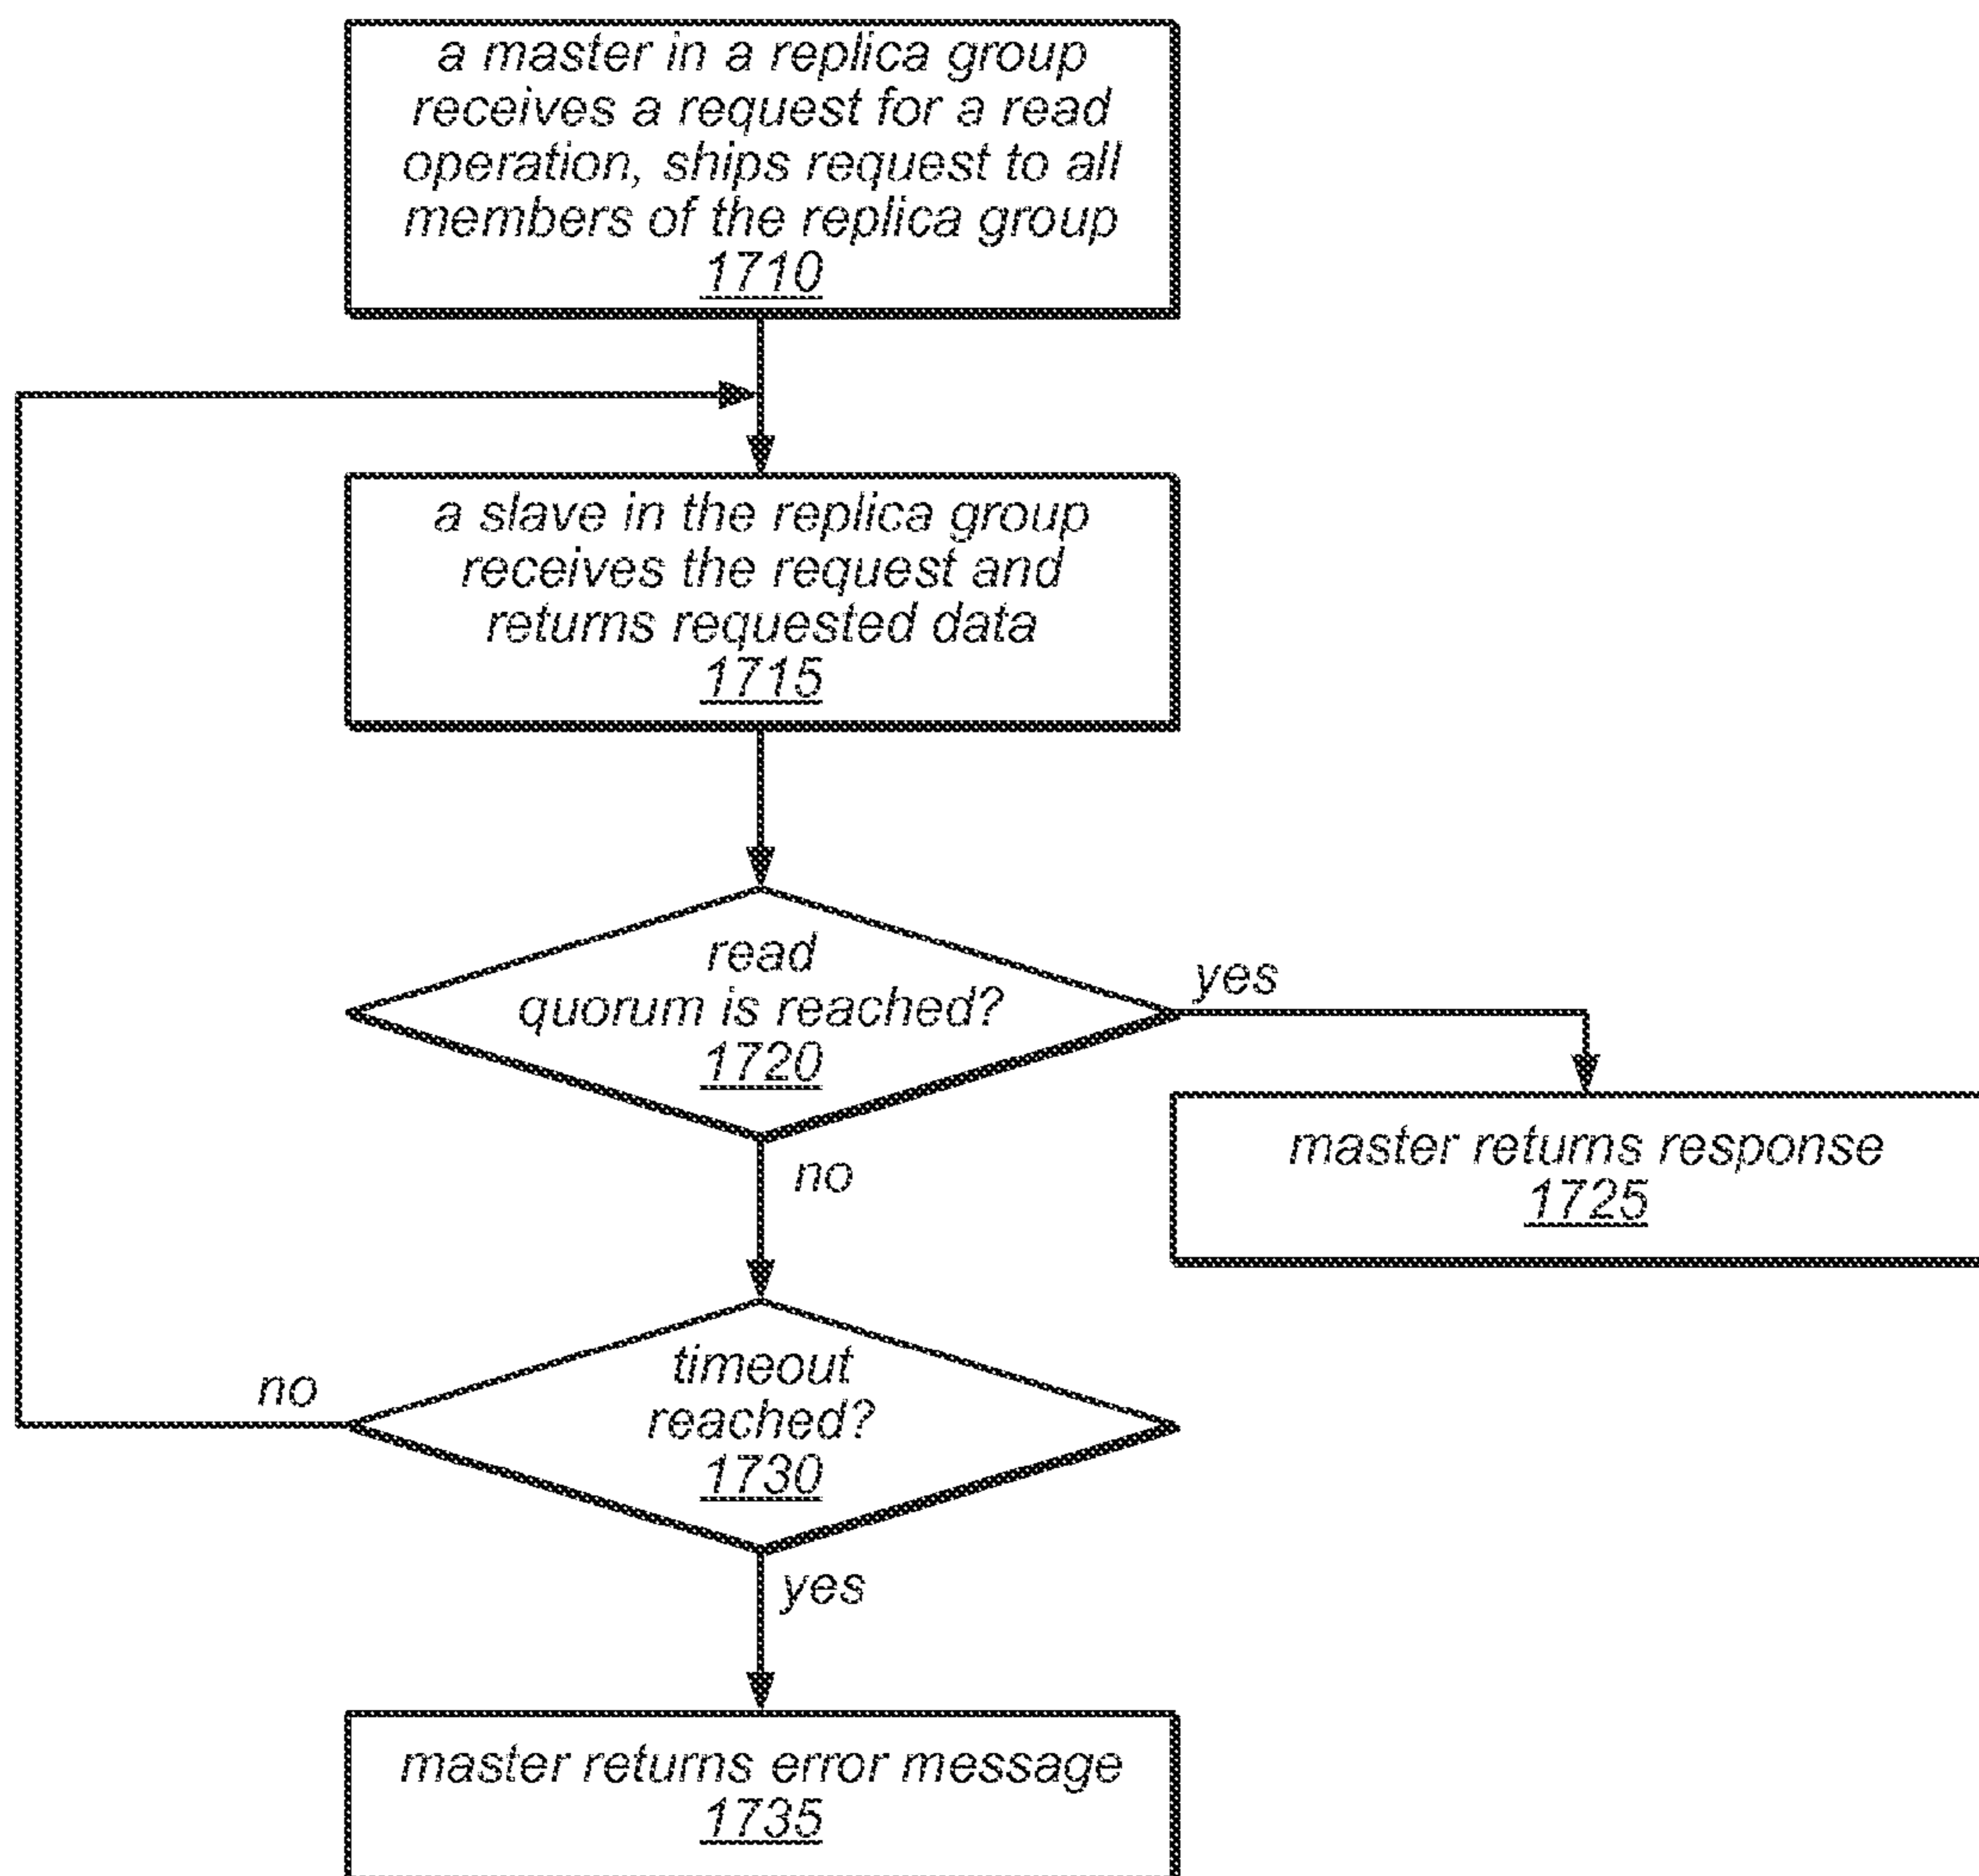 a master in a replica group
receives a request for a read
operation, ships request to all
members of the replica group
1710
a slave in the replica group
receives the request and
returns requested data
1715
read
quorum is reached?
1720
yes
master returns response
1725
no
timeout
reached?
1730
no
yes
master returns error message
1735